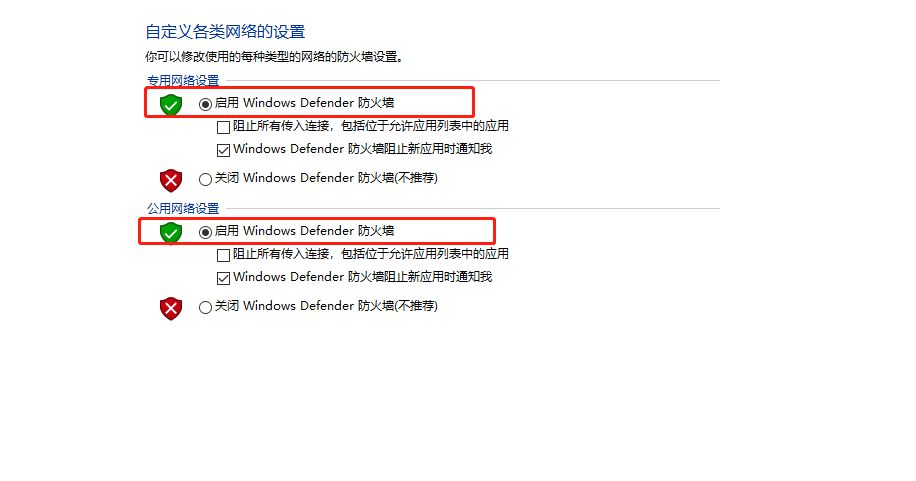 自定义各类网络的设置
你可以修改使用的每种类型的网络的防火墙设置。
专用网络设置
启用 Windows Defender 防火墙
阻止所有传入连接，包括位于允许应用列表中的应用
Windows Defender 防火墙阻止新应用时通知我
关闭 Windows Defender 防火墙(不推荐)
公用网络设置
启用 Windows Defender 防火墙
阻止所有传入连接，包括位于允许应用列表中的应用
Windows Defender 防火墙阻止新应用时通知我
关闭 Windows Defender 防火墙(不推荐)